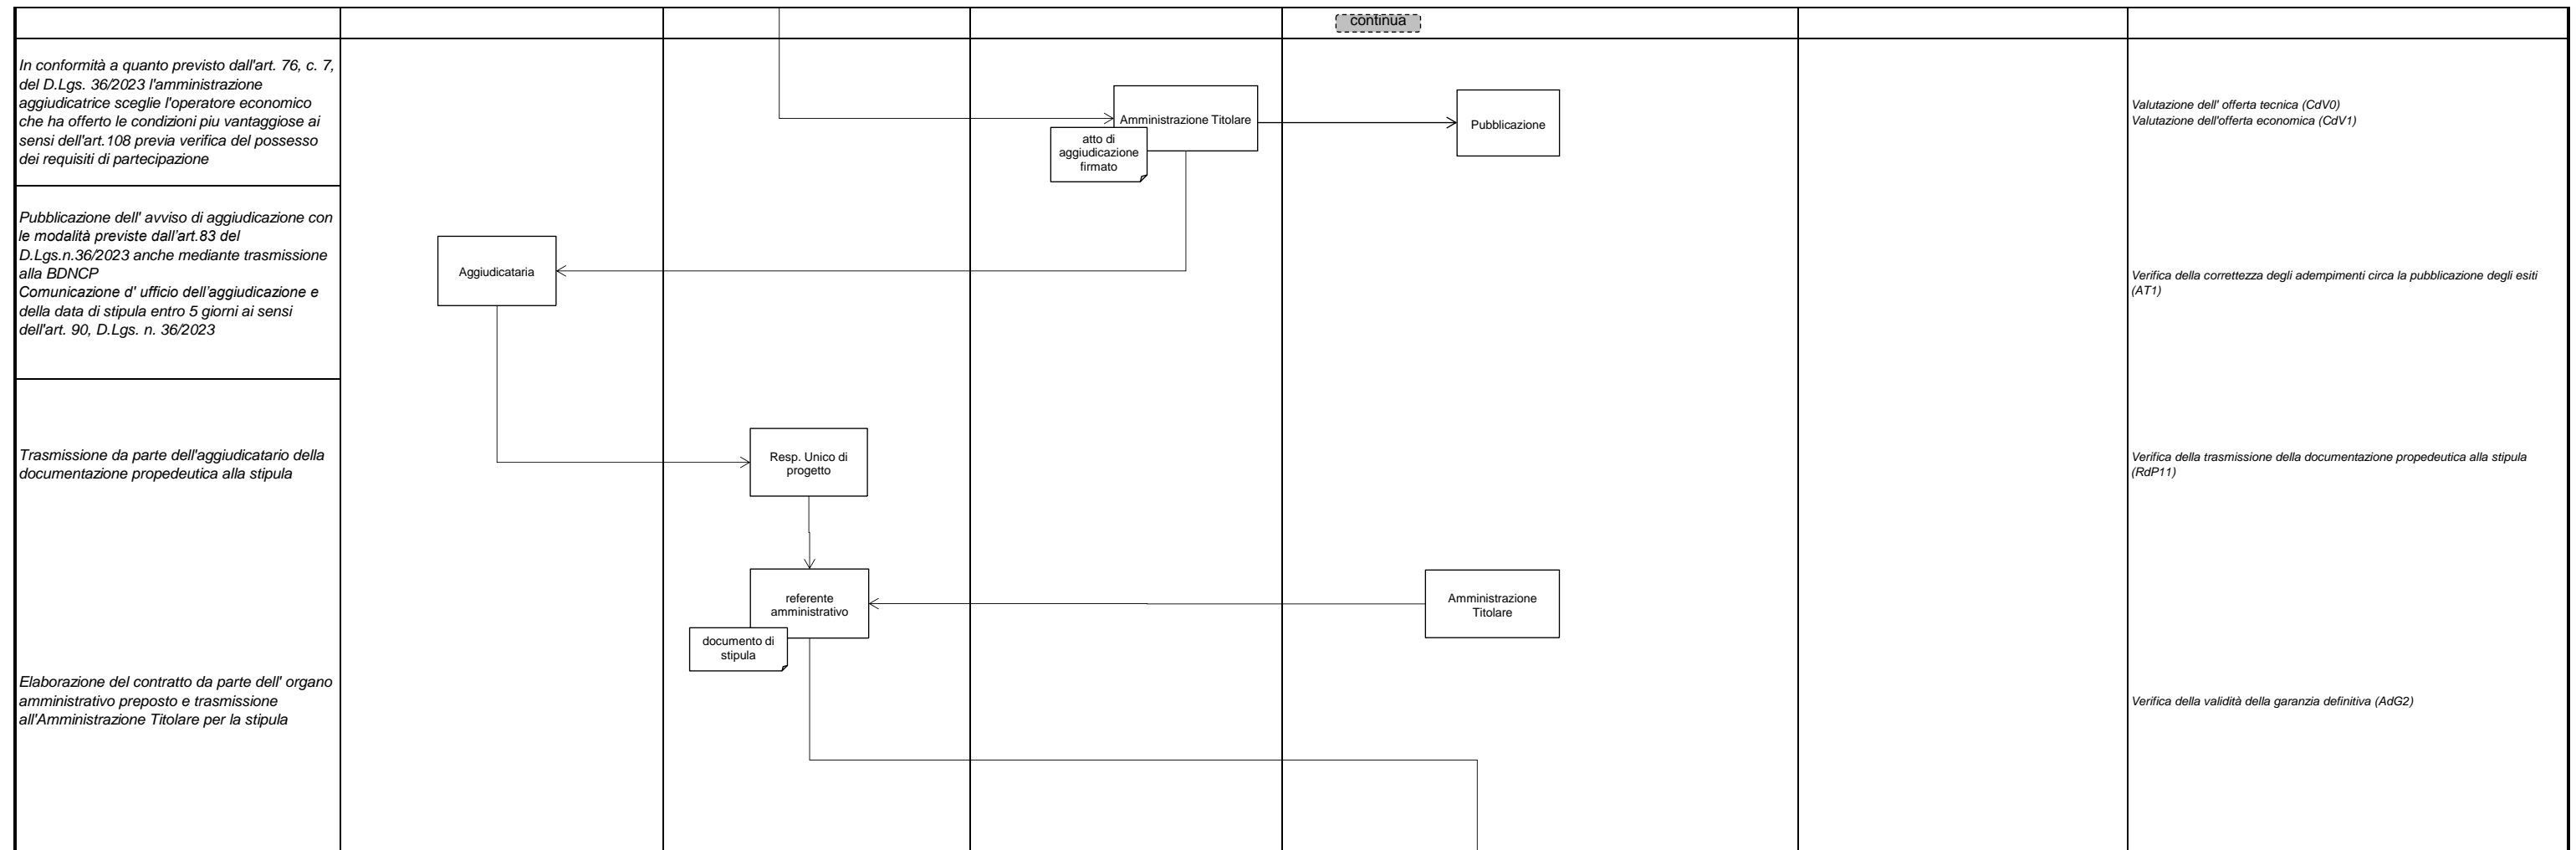 continua
In conformità a quanto previsto dall'art. 76, c. 7,
del D.Lgs. 36/2023 l'amministrazione
aggiudicatrice sceglie l'operatore economico
che ha offerto le condizioni piu vantaggiose ai
sensi dell'art.108 previa verifica del possesso
dei requisiti di partecipazione
Amministrazione Titolare
atto di
aggiudicazione
firmato
Pubblicazione
Valutazione dell' offerta tecnica (CdV0)
Valutazione dell'offerta economica (CdV1)
Pubblicazione dell' avviso di aggiudicazione con
le modalità previste dall'art.83 del
D.Lgs.n.36/2023 anche mediante trasmissione
alla BDNCP
Comunicazione d' ufficio dell'aggiudicazione e
della data di stipula entro 5 giorni ai sensi
dell'art. 90, D.Lgs. n. 36/2023
Aggiudicataria
Verifica della correttezza degli adempimenti circa la pubblicazione degli esiti
(AT1)
Trasmissione da parte dell'aggiudicatario della
documentazione propedeutica alla stipula
Resp. Unico di
progetto
Verifica della trasmissione della documentazione propedeutica alla stipula
(RdP11)
referente
amministrativo
documento di
stipula
Amministrazione
Titolare
Elaborazione del contratto da parte dell' organo
amministrativo preposto e trasmissione
all'Amministrazione Titolare per la stipula
Verifica della validità della garanzia definitiva (AdG2)